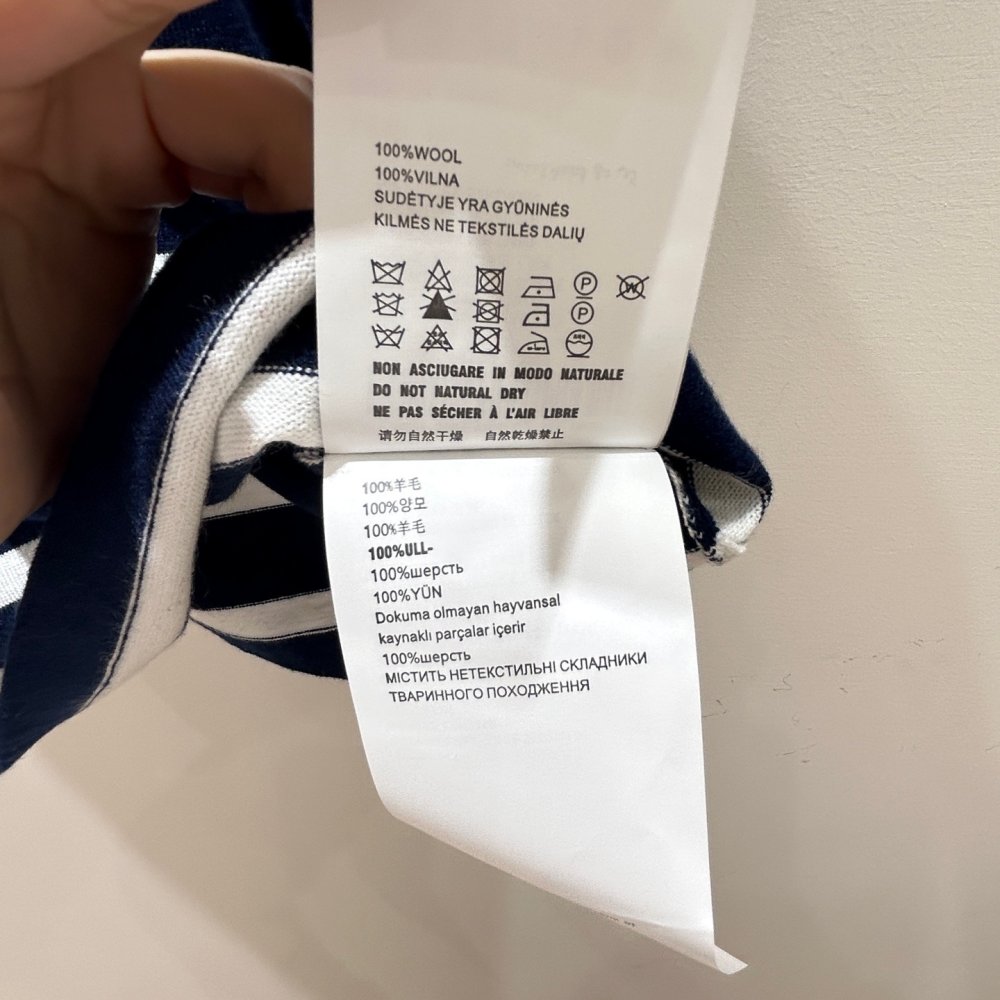 100%WOOL
100%VILNA
SUDĖTYJE YRA GYŪNINĖS
KILMĖS NE TEKSTILĖS DALIŲ
P
W
P
NON ASCIUGARE IN MODO NATURALE
DO NOT NATURAL DRY
NE PAS SÉCHER À L'AIR LIBRE
请勿自然干燥 自然乾燥禁止
100%羊毛
100%양모
100%羊毛
100%ULL-
100%шерсть
100%YÜN
Dokuma olmayan hayvansal
kaynaklı parçalar içerir
100%шерсть
МІСТИТЬ НЕТЕКСТИЛЬНІ СКЛАДНИКИ
ТВАРИННОГО ПОХОДЖЕННЯ